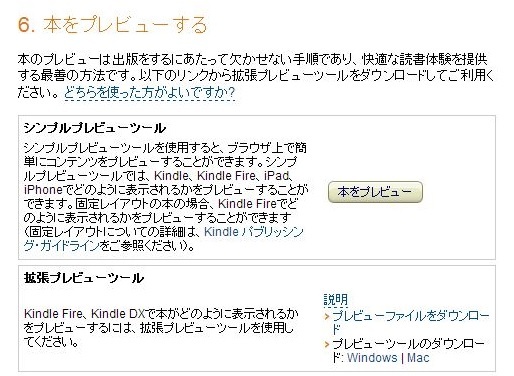 6. 本をプレビューする
本のプレビューは出版をするにあたって欠かせない手順であり、快適な読書体験を提供
する最善の方法です。以下のリンクから拡張プレビューツールをダウンロードしてご利用く
ださい。 どちらを使った方がよいですか?
シンプルプレビューツール
シンプルプレビューツールを使用すると、ブラウザ上で簡
単にコンテンツをプレビューすることができます。シンプ
ルプレビューツールでは、Kindle、Kindle Fire、iPad、
iPhoneでどのように表示されるかをプレビューすることが
できます。固定レイアウトの本の場合、Kindle Fireでど
のように表示されるかをプレビューすることができます
(固定レイアウトについての詳細は、Kindle パブリッシン
グ・ガイドラインをご参照ください)。
本をプレビュー
拡張プレビューツール
Kindle Fire、Kindle DXで本がどのように表示されるか
をプレビューするには、拡張プレビューツールを使用し
てください。
説明
› プレビューファイルをダウンロー
ド
› プレビューツールのダウンロー
ド: Windows | Mac